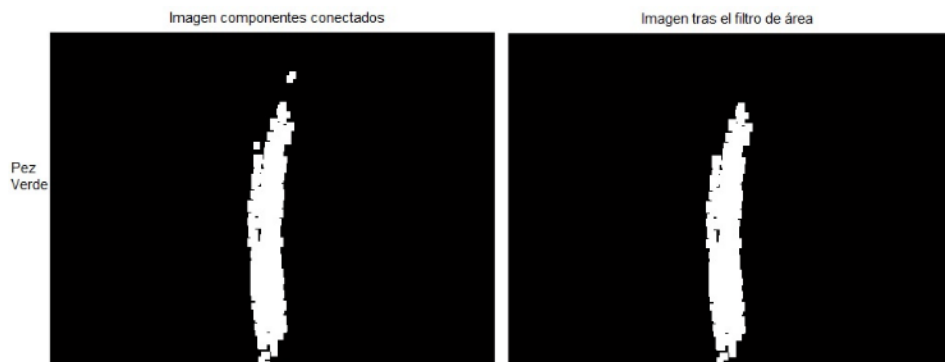 Imagen componentes conectados
Imagen tras el filtro de área
Pez
Verde